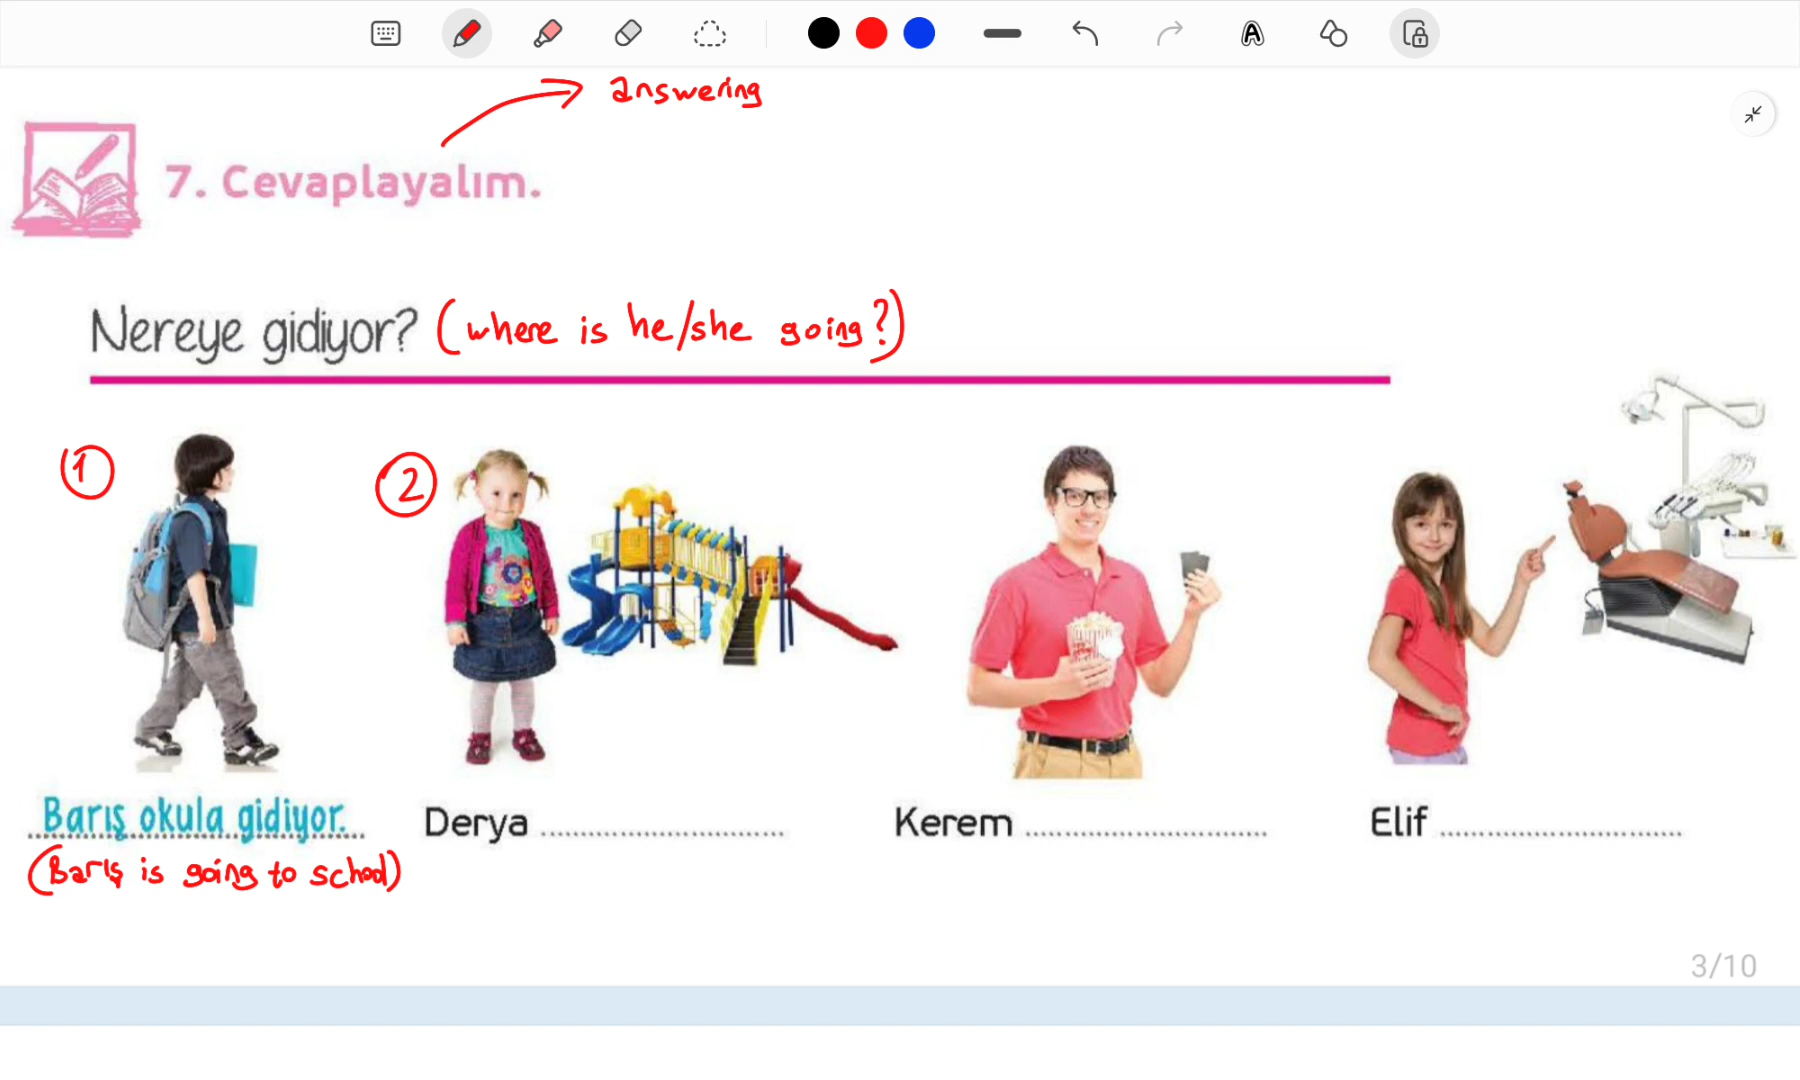 answering
7. Cevaplayalım.
Nereye gidiyor? (where is he/she going?)
1
2
Barış okula gidiyor.
Derya ..............................
Kerem ..............................
Elif ..............................
(Barış is going to school)
3/10